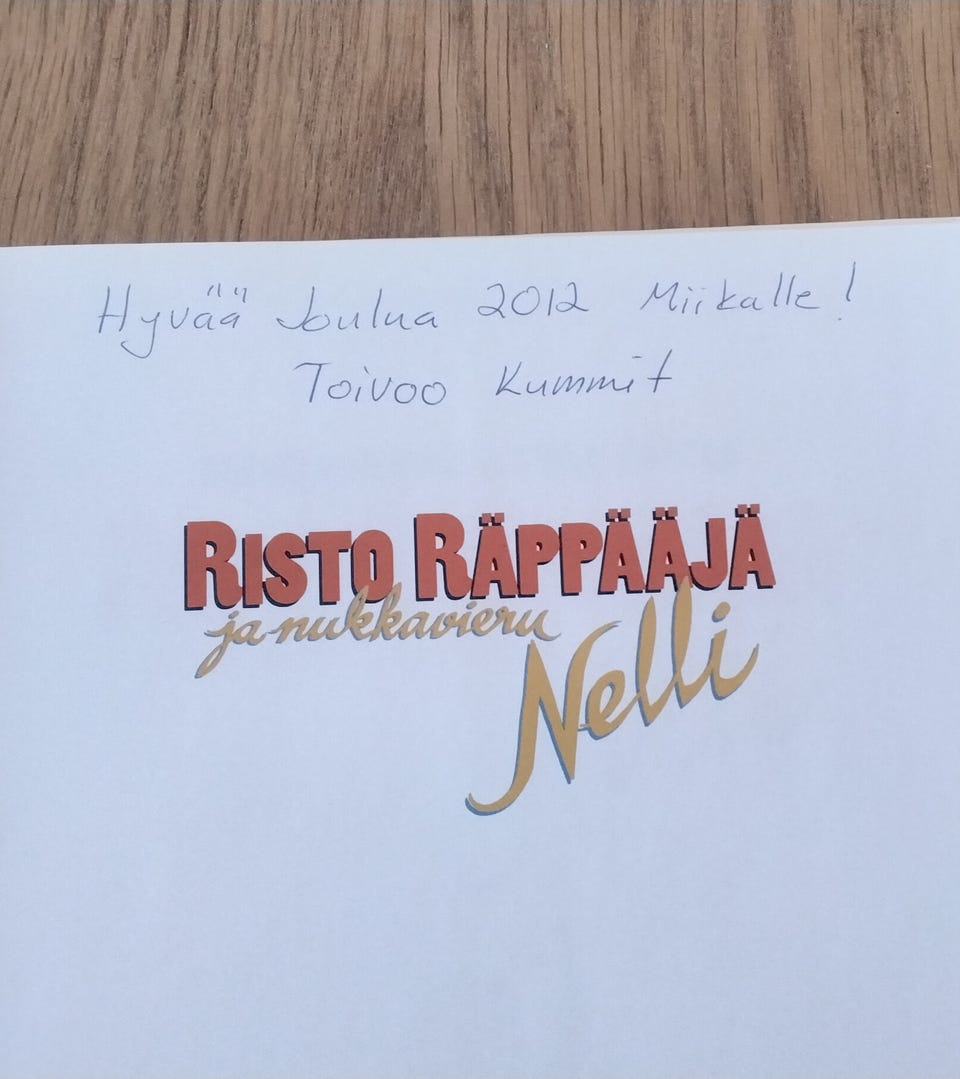 Hyvää Joulua 2012 Miikalle!
Toivoo Kummit
RISTO RÄPPÄÄJÄ
ja nukkavieru
Nelli